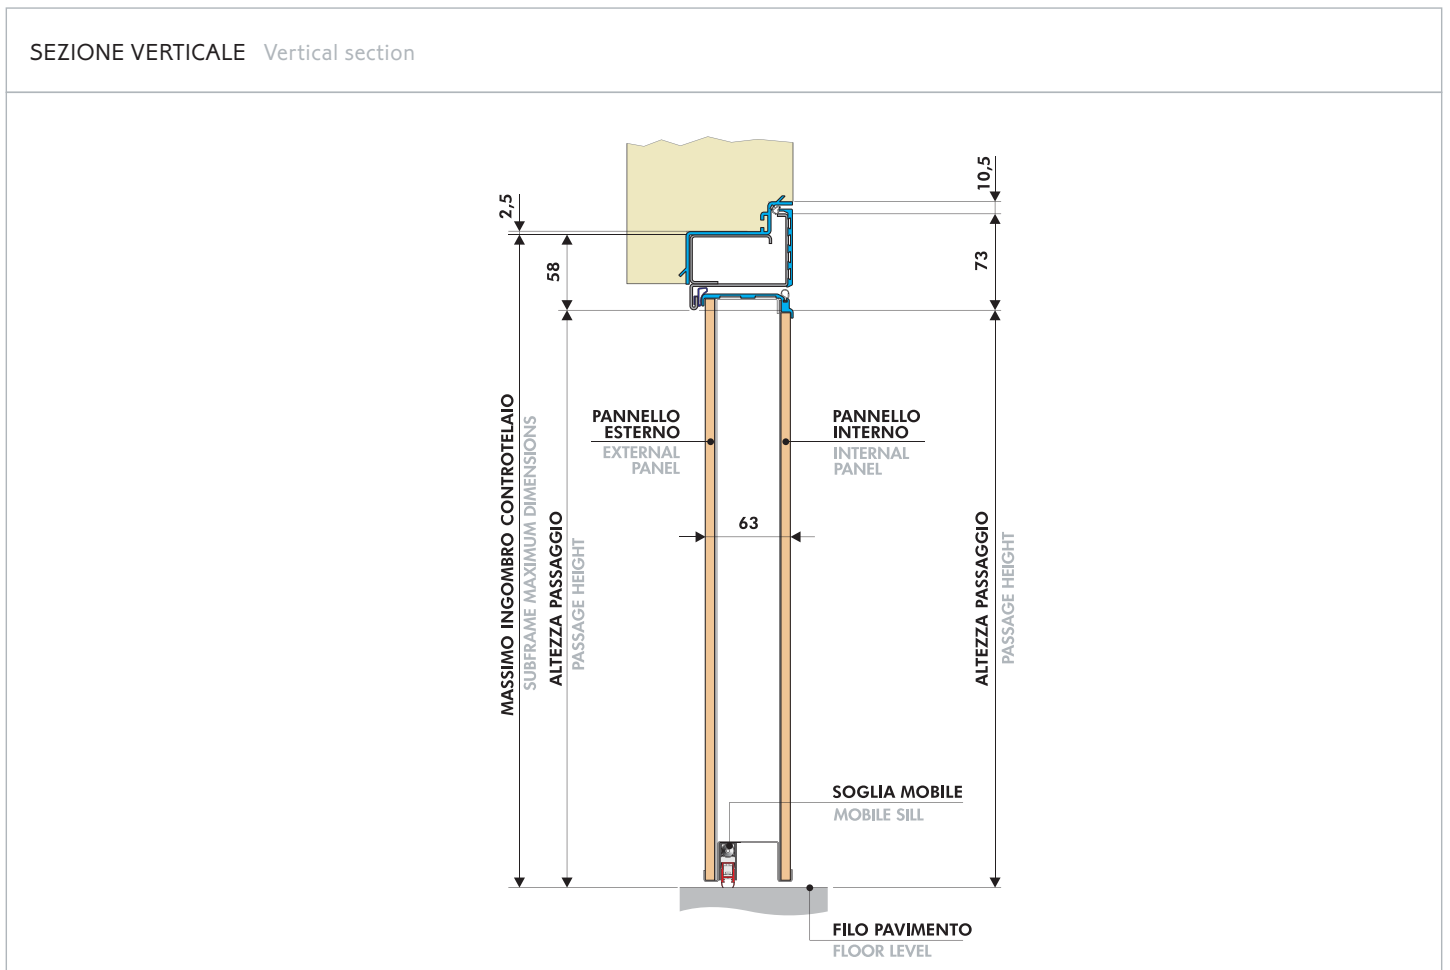 SEZIONE VERTICALE Vertical section
2,5
58
10,5
73
PANNELLO
ESTERNO
EXTERNAL
PANEL
PANNELLO
INTERNO
INTERNAL
PANEL
63
MASSIMO INGOMBRO CONTROTELAIO
SUBFRAME MAXIMUM DIMENSIONS
ALTEZZA PASSAGGIO
PASSAGE HEIGHT
ALTEZZA PASSAGGIO
PASSAGE HEIGHT
SOGLIA MOBILE
MOBILE SILL
FILO PAVIMENTO
FLOOR LEVEL